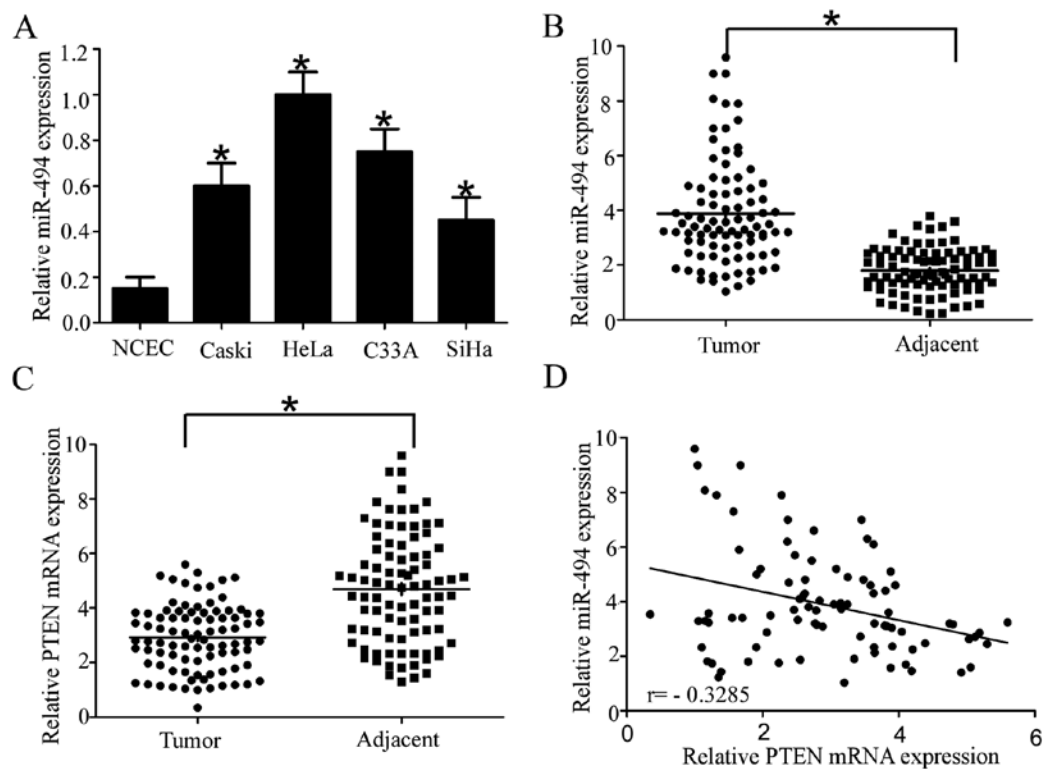 A
Relative miR-494 expression
1.2
1.0
0.8
0.6
0.4
0.2
0.0
*
*
*
*
NCEC Caski HeLa C33A SiHa
B
Relative miR-494 expression
10
8
6
4
2
0
*
Tumor Adjacent
C
Relative PTEN mRNA expression
10
8
6
4
2
0
*
Tumor Adjacent
D
Relative miR-494 expression
10
8
6
4
2
0
r= - 0.3285
0 2 4 6
Relative PTEN mRNA expression